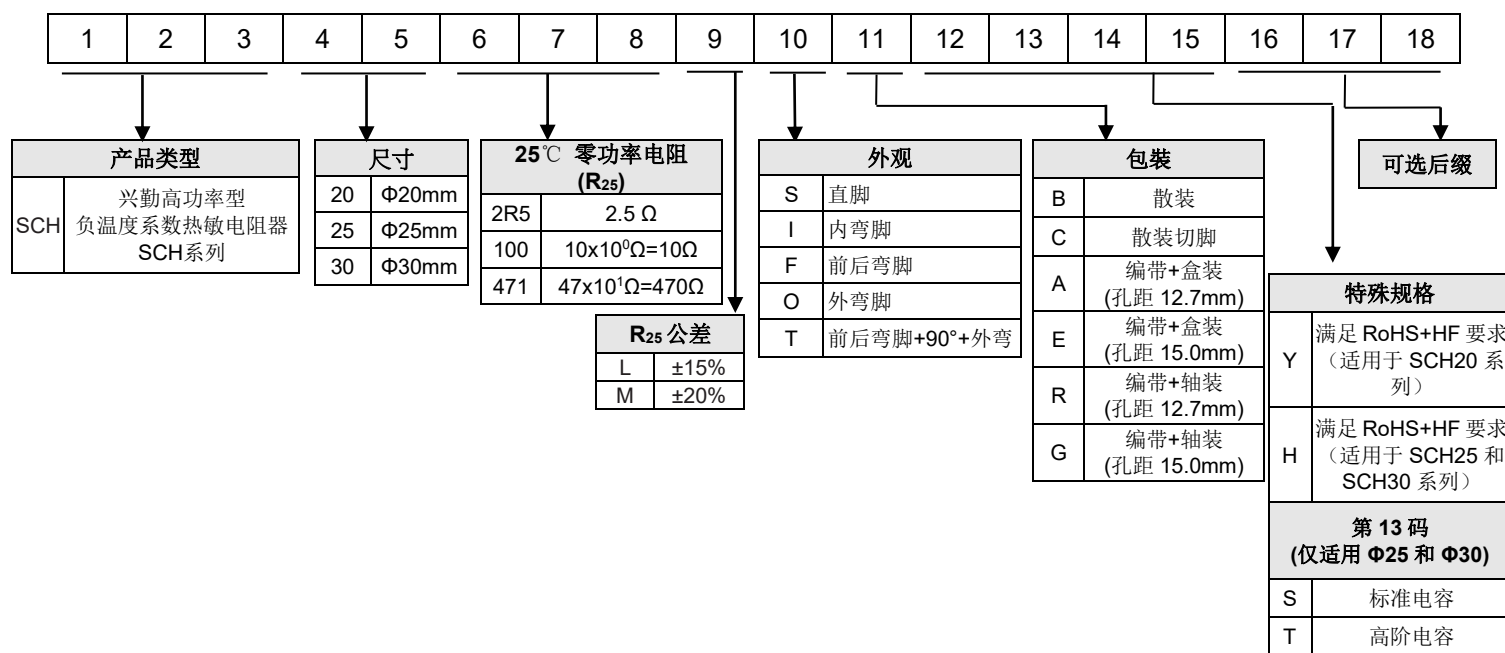 1 2 3 4 5 6 7 8 9 10 11 12 13 14 15 16 17 18
产品类型
SCH
兴勤高功率型
负温度系数热敏电阻器
SCH系列
尺寸
20 Φ20mm
25 Φ25mm
30 Φ30mm
25℃ 零功率电阻
(R₂₅)
2R5 2.5 Ω
100 10x10⁰Ω=10Ω
471 47x10¹Ω=470Ω
R₂₅ 公差
L ±15%
M ±20%
外观
S 直脚
I 内弯脚
F 前后弯脚
O 外弯脚
T 前后弯脚+90°+外弯
包装
B 散装
C 散装切脚
A 编带+盒装
(孔距 12.7mm)
E 编带+盒装
(孔距 15.0mm)
R 编带+轴装
(孔距 12.7mm)
G 编带+轴装
(孔距 15.0mm)
可选后缀
特殊规格
Y
满足 RoHS+HF 要求
（适用于 SCH20 系
列）
H
满足 RoHS+HF 要求
（适用于 SCH25 和
SCH30 系列）
第 13 码
(仅适用 Φ25 和 Φ30)
S 标准电容
T 高阶电容